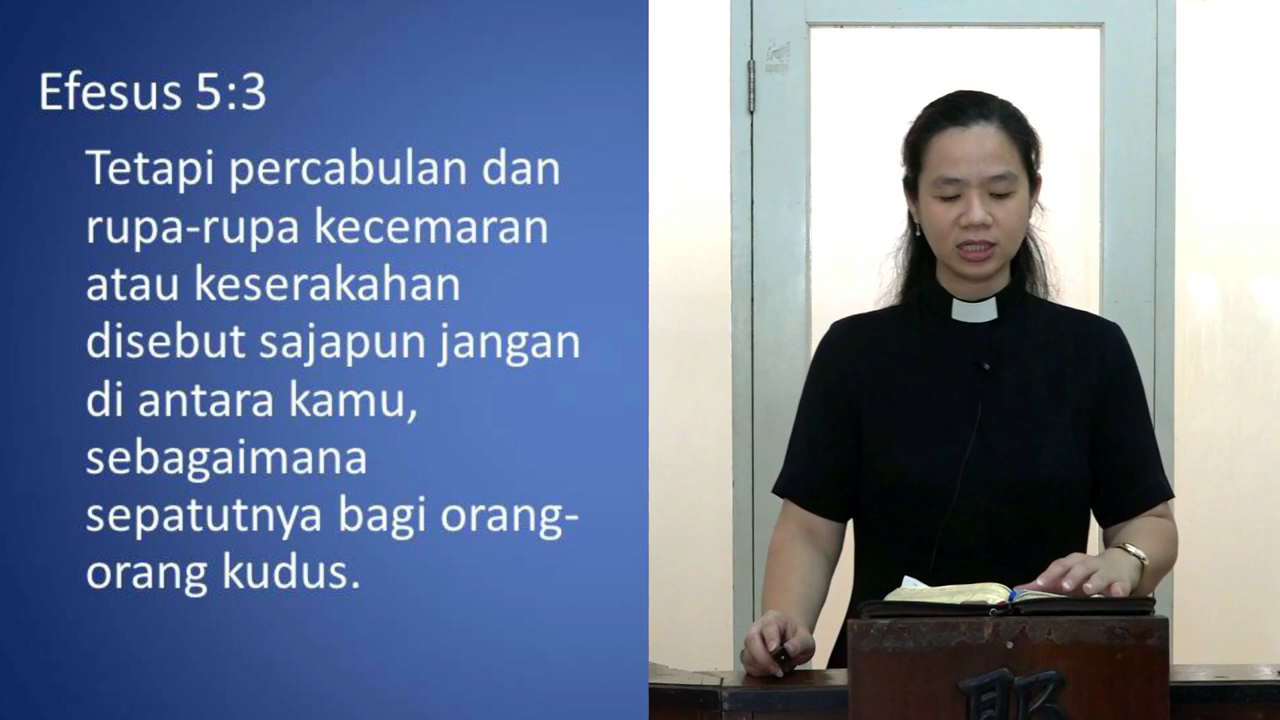 Efesus 5:3
Tetapi percabulan dan
rupa-rupa kecemaran
atau keserakahan
disebut sajapun jangan
di antara kamu,
sebagaimana
sepatutnya bagi orang-
orang kudus.